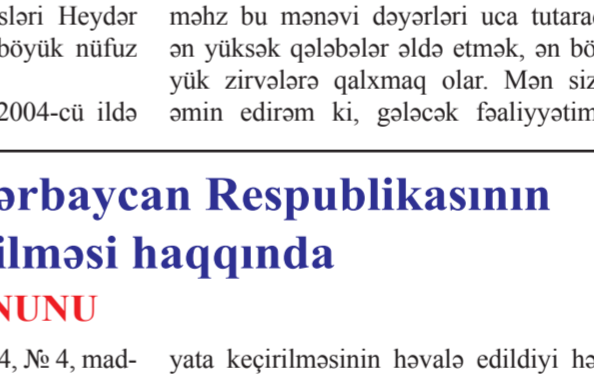 sləri Heydər
böyük nüfuz
2004-cü ildə
məhz bu mənəvi dəyərləri uca tutara
ən yüksək qələbələr əldə etmək, ən bö
yük zirvələrə qalxmaq olar. Mən siz
əmin edirəm ki, gələcək fəaliyyətim
ərbaycan Respublikasının
ilməsi haqqında
NUNU
4, № 4, mad-
yata keçirilməsinin həvalə edildiyi hə